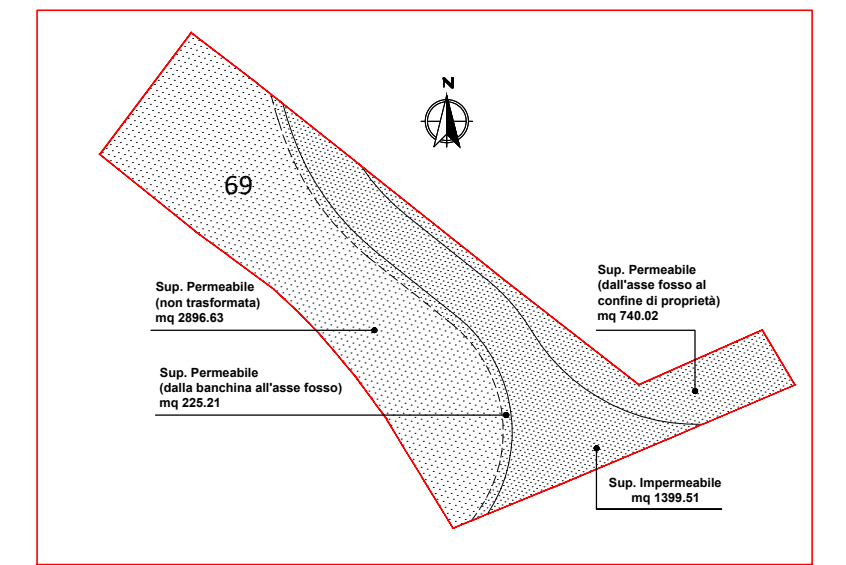 N
69
Sup. Permeabile
(non trasformata)
mq 2896.63
Sup. Permeabile
(dall'asse fosso al
confine di proprietà)
mq 740.02
Sup. Permeabile
(dalla banchina all'asse fosso)
mq 225.21
Sup. Impermeabile
mq 1399.51